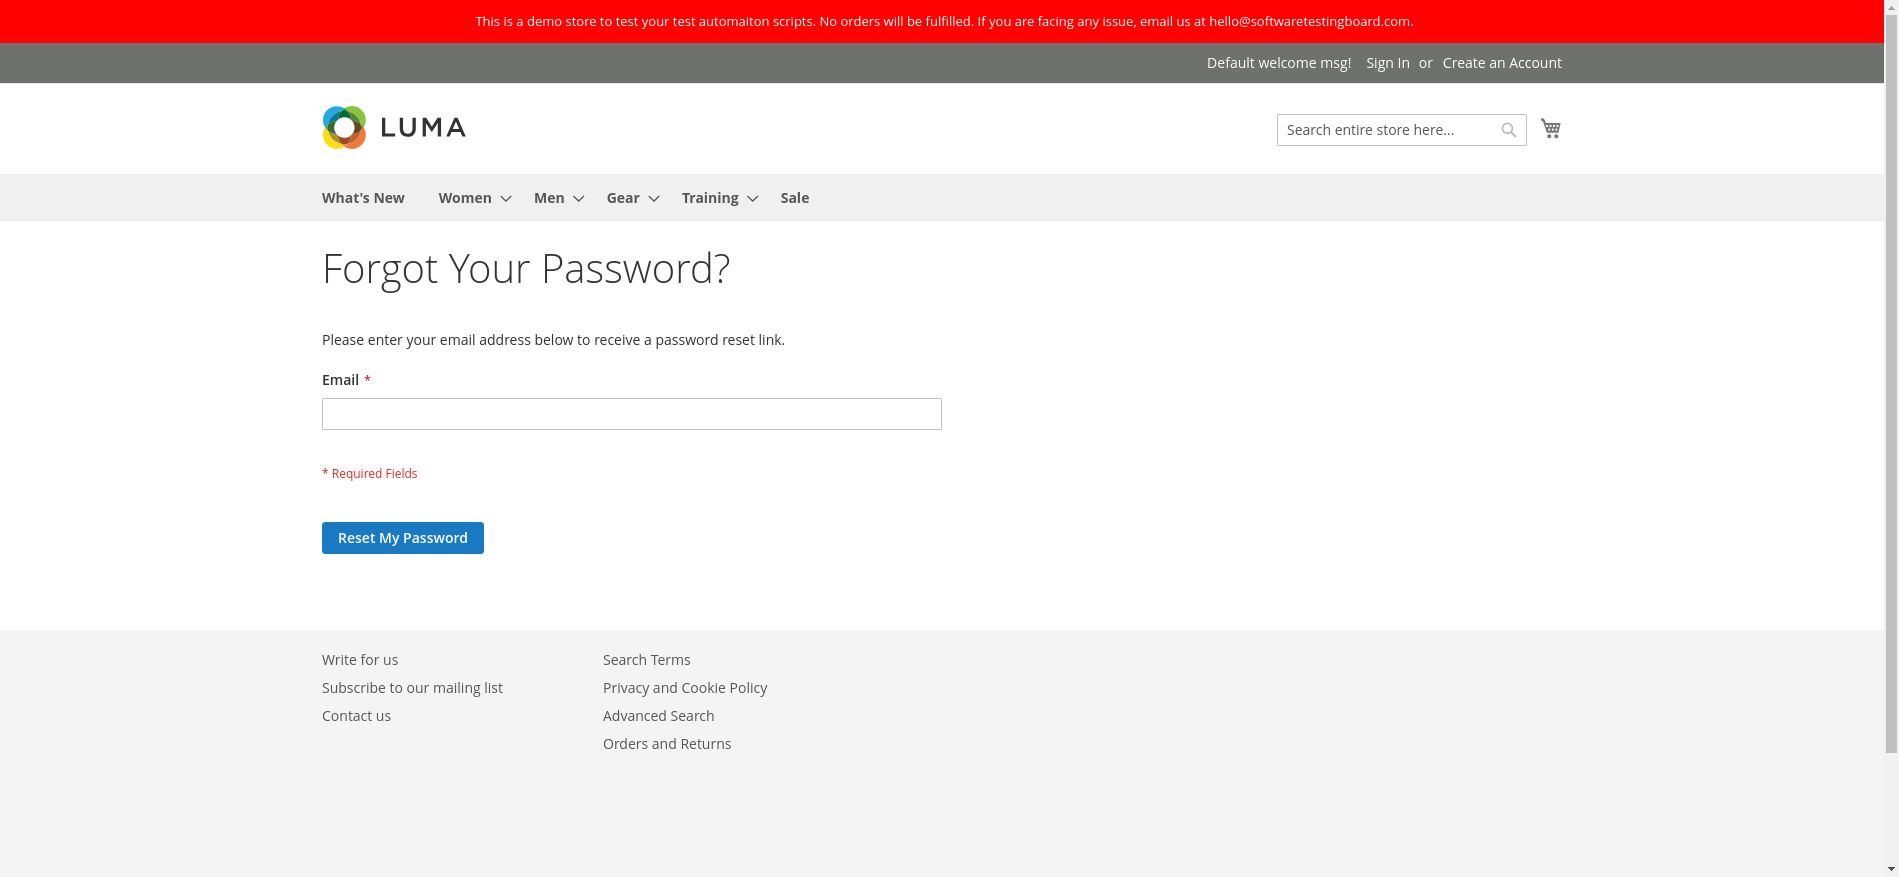 This is a demo store to test your test automaiton scripts. No orders will be fulfilled. If you are facing any issue, email us at hello@softwaretestingboard.com.
Default welcome msg! Sign In or Create an Account
LUMA
Search entire store here...
What's New Women Men Gear Training Sale
Forgot Your Password?
Please enter your email address below to receive a password reset link.
Email *
* Required Fields
Reset My Password
Write for us
Subscribe to our mailing list
Contact us
Search Terms
Privacy and Cookie Policy
Advanced Search
Orders and Returns